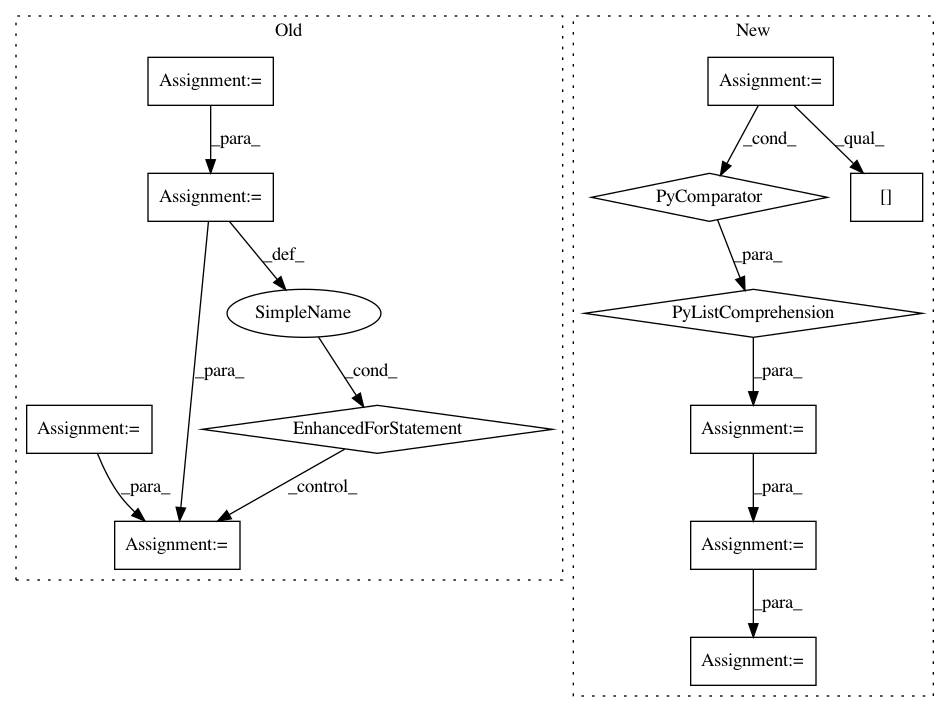 Old
New
Assignment:=
Assignment:=
_para_
_cond_
_qual_
Assignment:=
PyComparator
[]
_def_
_para_
SimpleName
PyListComprehension
_para_
_cond_
_para_
Assignment:=
EnhancedForStatement
Assignment:=
_para_
_control_
_para_
Assignment:=
Assignment:=
_para_
Assignment:=